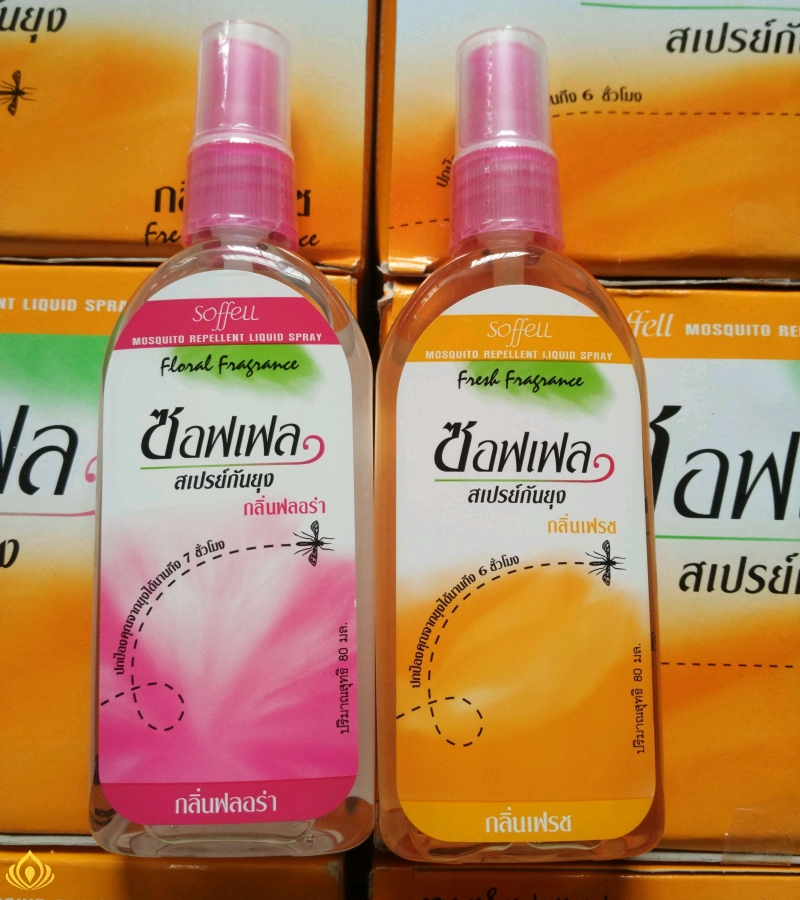 นยุง
สเปรย์กัน
นถึง 6 ชั่วโมง
NT LIQUID SPRA
Soffell
MOSQUITO REPELLENT LIQUID SPRAY
Floral Fragrance
ซอฟเฟล
สเปรย์กันยุง
กลิ่นฟลอร่า
ปกป้องคุณจากยุงได้นานถึง 7 ชั่วโมง
ปริมาณสุทธิ 80 มล.
กลิ่นฟลอร่า
Soffell
MOSQUITO REPELLENT LIQUID SPRAY
Fresh Fragrance
ซอฟเฟล
สเปรย์กันยุง
กลิ่นเฟรช
ปกป้องคุณจากยุงได้นานถึง 6 ชั่วโมง
ปริมาณสุทธิ 80 มล.
กลิ่นเฟรช
ffell MOSQUITO RE
ซอฟ
สเปรย์